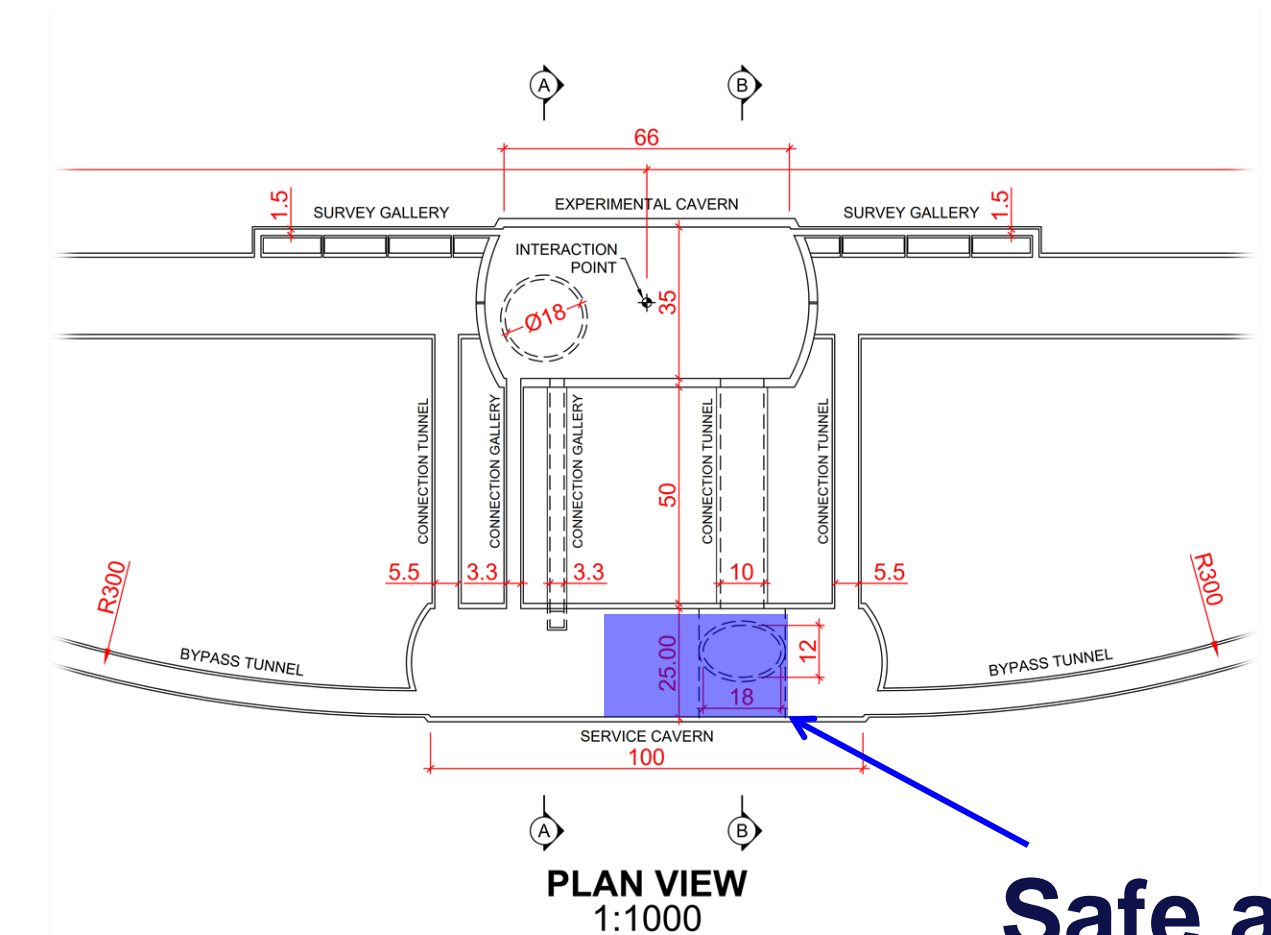 A
B
66
1.5
SURVEY GALLERY
EXPERIMENTAL CAVERN
SURVEY GALLERY
1.5
INTERACTION
POINT
Ø18
35
CONNECTION TUNNEL
CONNECTION GALLERY
CONNECTION GALLERY
50
CONNECTION TUNNEL
CONNECTION TUNNEL
R300
5.5
3.3
3.3
10
5.5
R300
BYPASS TUNNEL
25.00
12
18
BYPASS TUNNEL
SERVICE CAVERN
100
A
B
PLAN VIEW
1:1000
Safe a